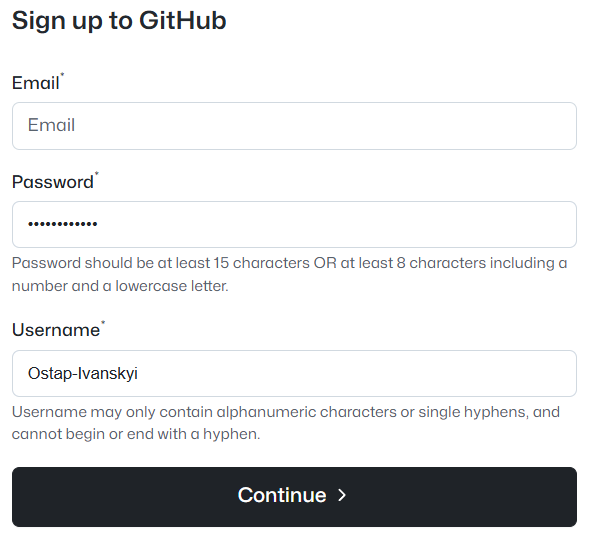 Sign up to GitHub
Email*
Email
Password*
••••••••••••
Password should be at least 15 characters OR at least 8 characters including a
number and a lowercase letter.
Username*
Ostap-Ivanskyi
Username may only contain alphanumeric characters or single hyphens, and
cannot begin or end with a hyphen.
Continue